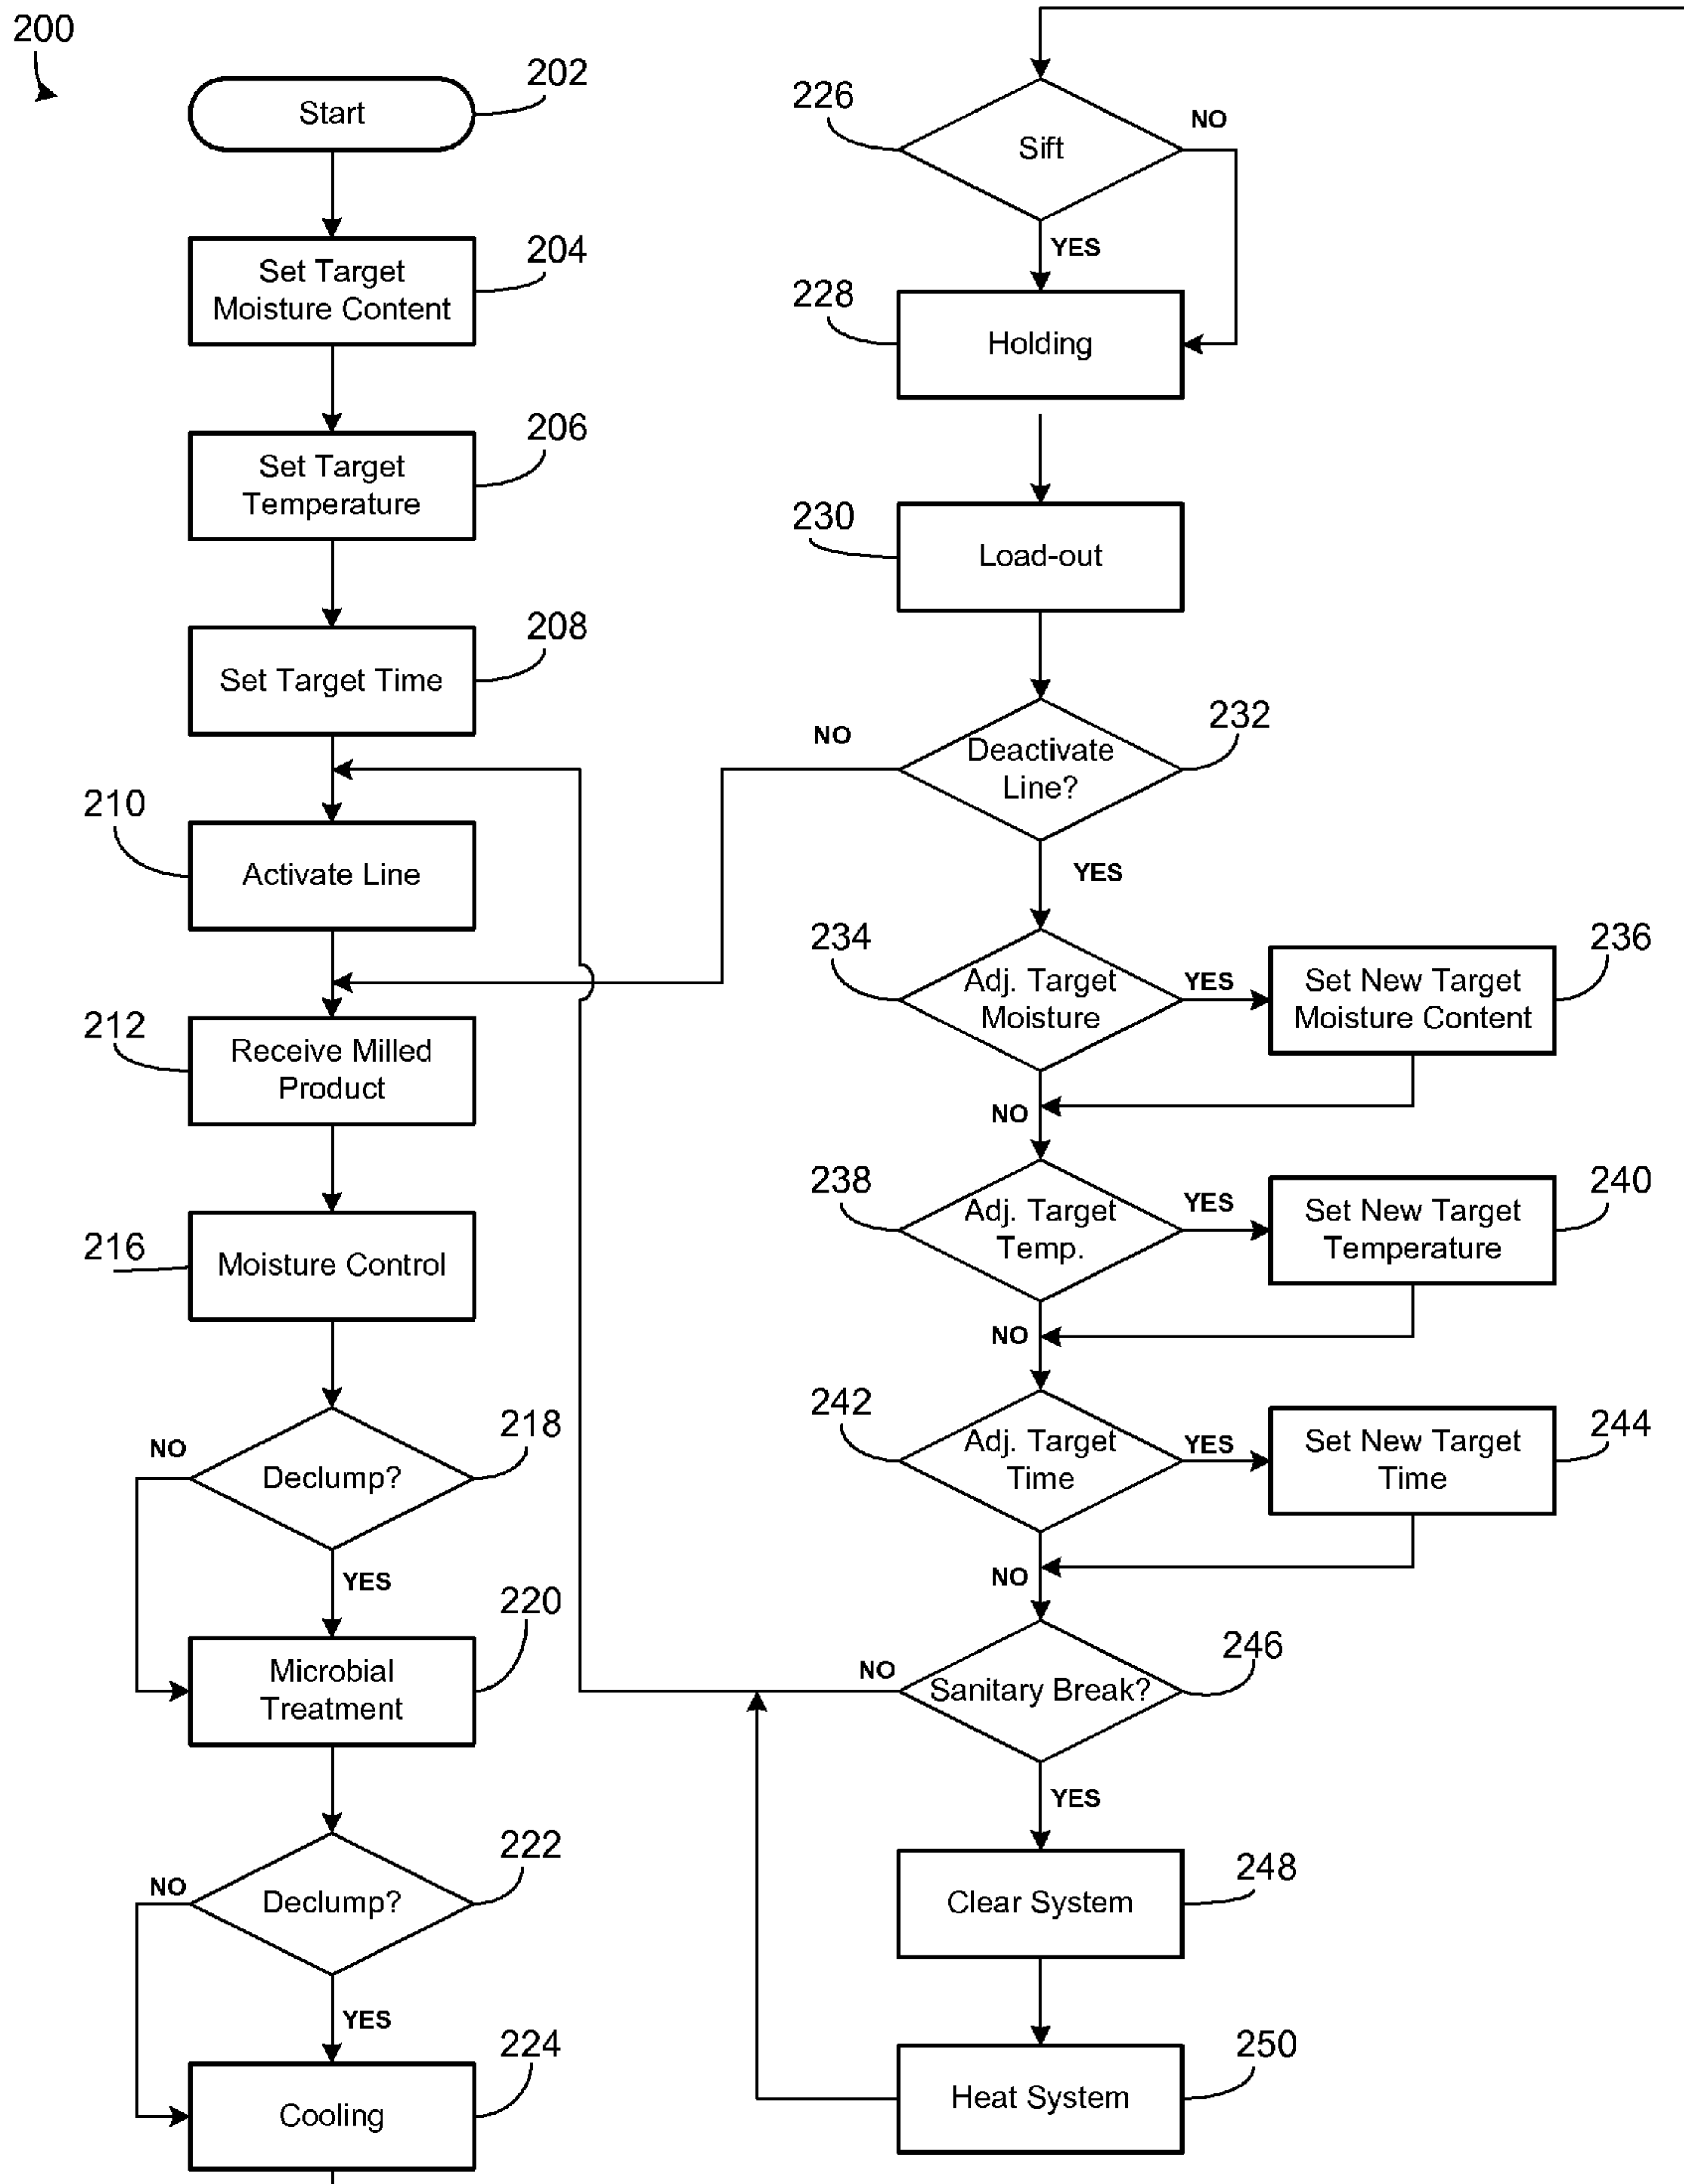 200
Start
202
Set Target
Moisture Content
204
Set Target
Temperature
206
Set Target Time
208
210
Activate Line
212
Receive Milled
Product
216
Moisture Control
NO
Declump?
218
YES
Microbial
Treatment
220
NO
Declump?
222
YES
Cooling
224
226
Sift
NO
YES
228
Holding
230
Load-out
NO
Deactivate
Line?
232
YES
234
Adj. Target
Moisture
YES
Set New Target
Moisture Content
236
NO
238
Adj. Target
Temp.
YES
Set New Target
Temperature
240
NO
242
Adj. Target
Time
YES
Set New Target
Time
244
NO
NO
Sanitary Break?
246
YES
Clear System
248
Heat System
250